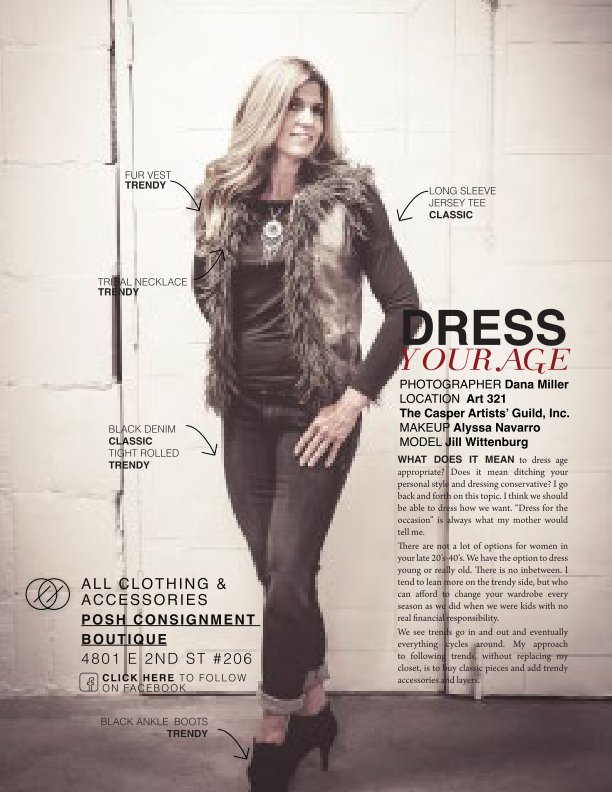 FUR VEST
TRENDY
LONG SLEEVE
JERSEY TEE
CLASSIC
TRIBAL NECKLACE
TRENDY
DRESS
YOUR AGE
PHOTOGRAPHER Dana Miller
LOCATION Art 321
The Casper Artists' Guild, Inc.
MAKEUP Alyssa Navarro
MODEL Jill Wittenburg
BLACK DENIM
CLASSIC
TIGHT ROLLED
TRENDY
WHAT DOES IT MEAN to dress age
appropriate? Does it mean ditching your
personal style and dressing conservative? I go
back and forth on this topic. I think we should
be able to dress how we want. "Dress for the
occasion" is always what my mother would
tell me.
There are not a lot of options for women in
your late 20's-40's. We have the option to dress
young or really old. There is no inbetween. I
tend to lean more on the trendy side, but who
can afford to change your wardrobe every
season as we did when we were kids with no
real financial responsibility.
We see trends go in and out and eventually
everything cycles around. My approach
to following trends, without replacing my
closet, is to buy classic pieces and add trendy
accessories and layers.
ALL CLOTHING &
ACCESSORIES
POSH CONSIGNMENT
BOUTIQUE
4801 E 2ND ST #206
f CLICK HERE TO FOLLOW
ON FACEBOOK
BLACK ANKLE BOOTS
TRENDY